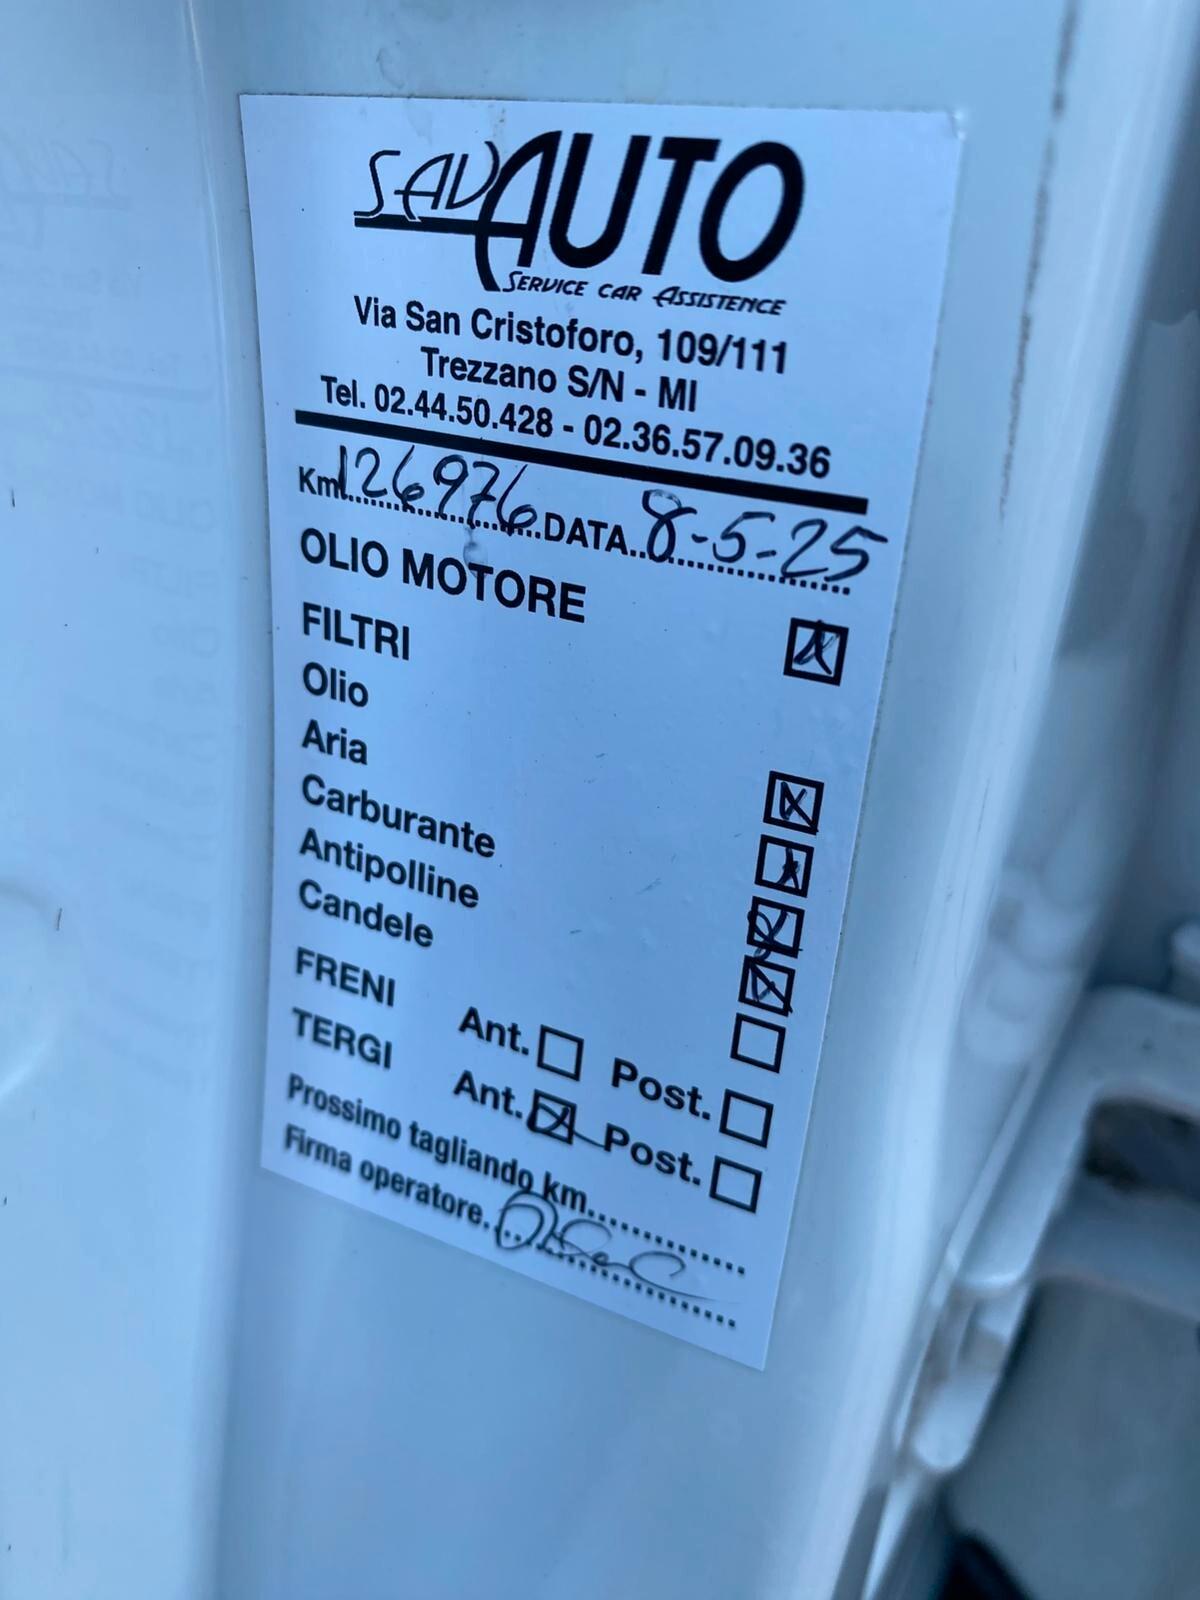 SAVAUTO
SERVICE CAR ASSISTENCE
Via San Cristoforo, 109/111
Trezzano S/N - MI
Tel. 02.44.50.428 - 02.36.57.09.36
Km. 126976 DATA 8-5-25
OLIO MOTORE
FILTRI
Olio
Aria
Carburante
Antipolline
Candele
FRENI Ant. Post.
TERGI Ant. Post.
Prossimo tagliando km.
Firma operatore.